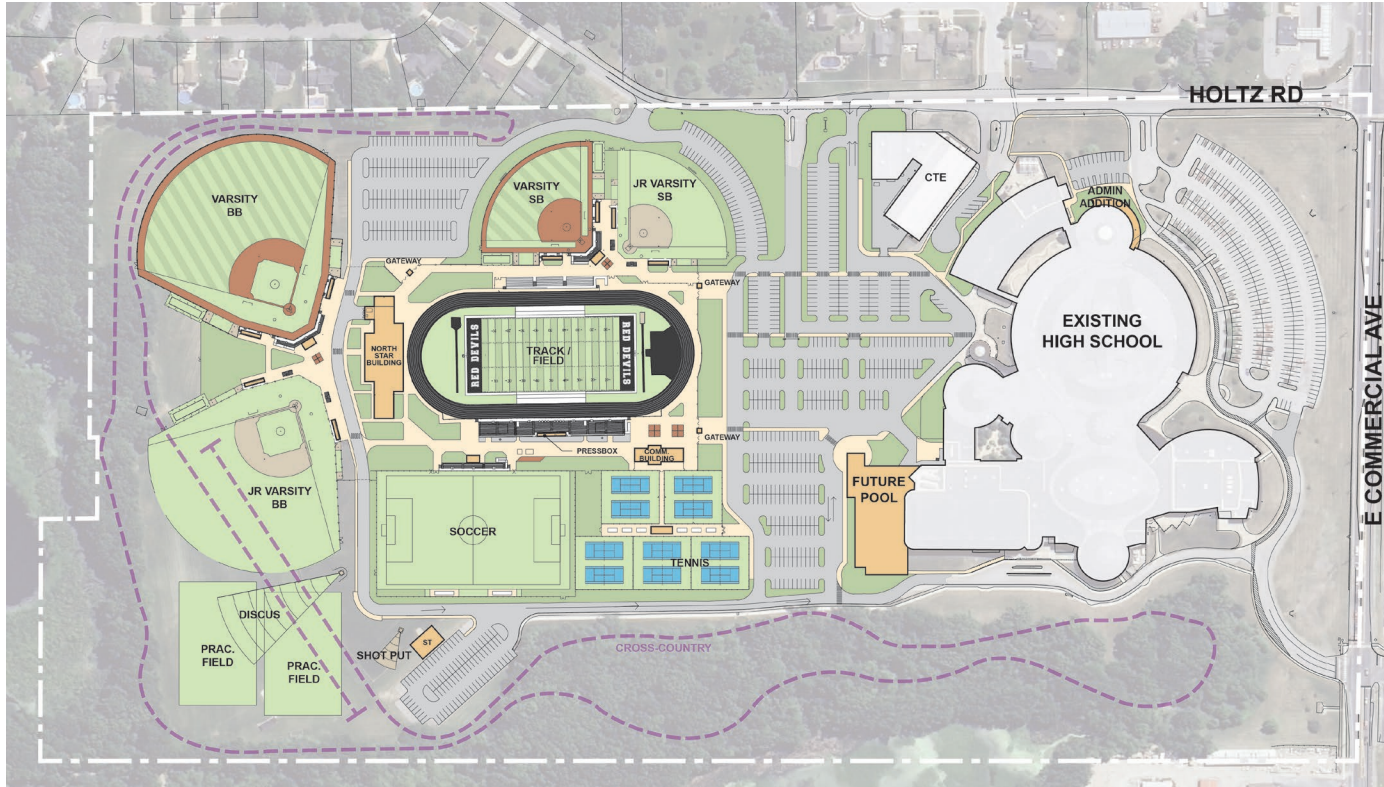 HOLTZ RD
VARSITY
BB
VARSITY
SB
JR VARSITY
SB
CTE
ADMIN
ADDITION
GATEWAY
GATEWAY
E COMMERCIAL AVE
EXISTING
HIGH SCHOOL
NORTH
STAR
BUILDING
RED DEVILS
TRACK /
FIELD
RED DEVILS
GATEWAY
PRESSBOX
COMM.
BUILDING
JR VARSITY
BB
FUTURE
POOL
SOCCER
TENNIS
DISCUS
PRAC.
FIELD
PRAC.
FIELD
SHOT PUT
ST
CROSS-COUNTRY